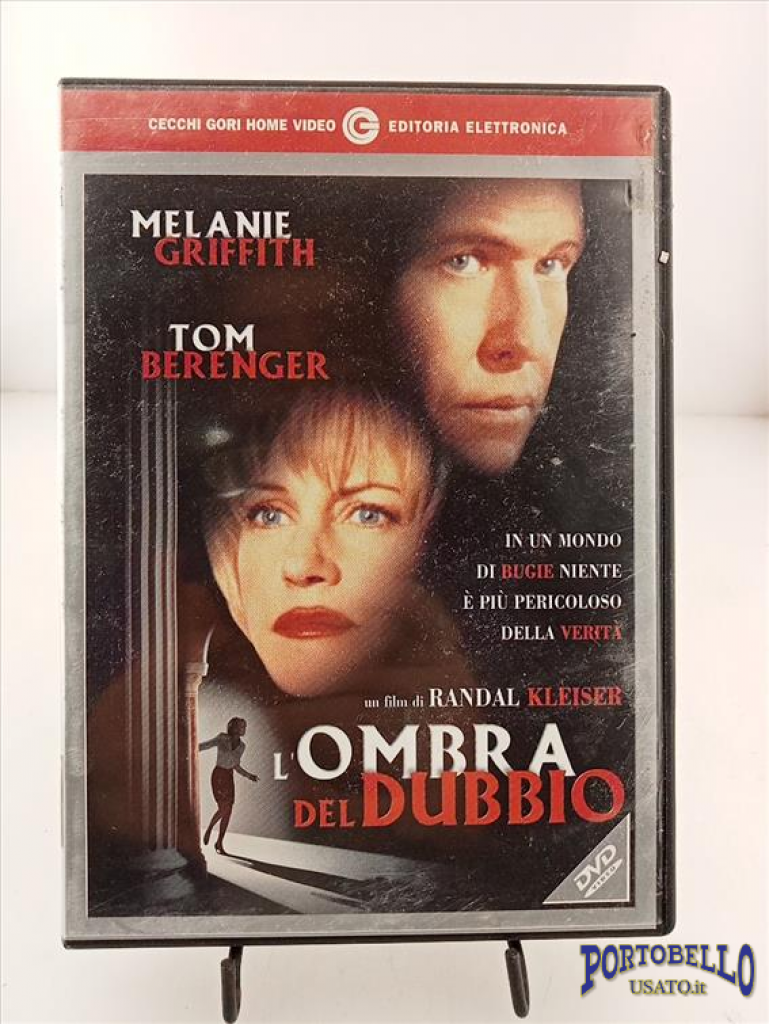 CECCHI GORI HOME VIDEO G EDITORIA ELETTRONICA
MELANIE
GRIFFITH
TOM
BERENGER
IN UN MONDO
DI BUGIE NIENTE
È PIÙ PERICOLOSO
DELLA VERITÀ
un film di RANDAL KLEISER
L'OMBRA
DEL DUBBIO
DVD
VIDEO
PORTOBELLO
USATO.it